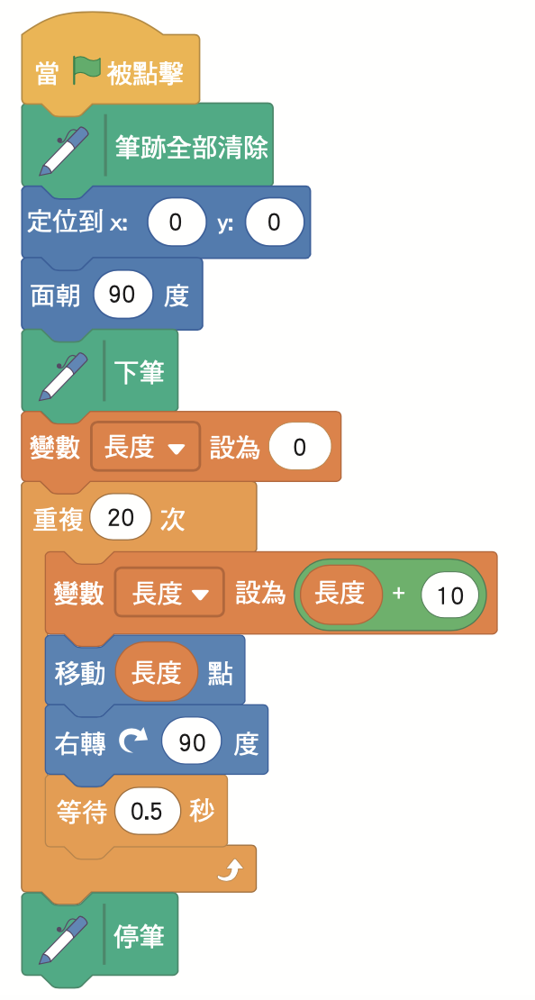 當 被點擊
筆跡全部清除
定位到 x: 0 y: 0
面朝 90 度
下筆
變數 長度 設為 0
重複 20 次
變數 長度 設為 長度 + 10
移動 長度 點
右轉 90 度
等待 0.5 秒
停筆